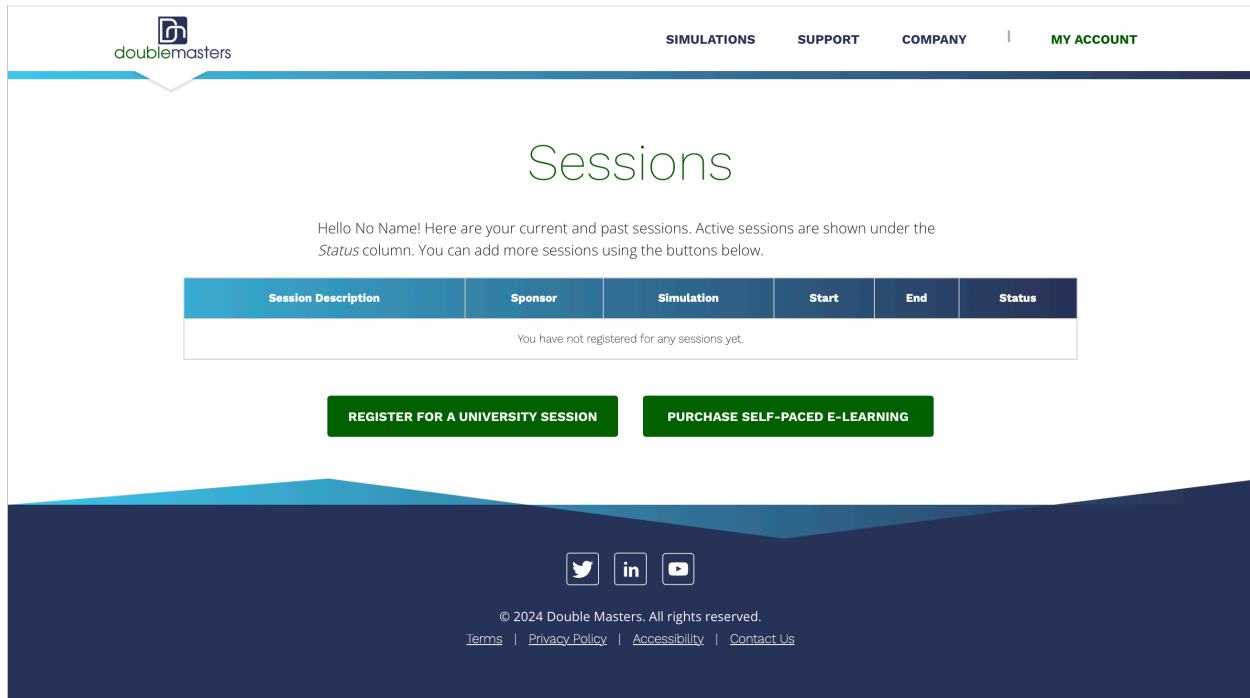 Dm
doublemasters
SIMULATIONS SUPPORT COMPANY | MY ACCOUNT
Sessions
Hello No Name! Here are your current and past sessions. Active sessions are shown under the
Status column. You can add more sessions using the buttons below.
Session Description Sponsor Simulation Start End Status
You have not registered for any sessions yet.
REGISTER FOR A UNIVERSITY SESSION PURCHASE SELF-PACED E-LEARNING
in
© 2024 Double Masters. All rights reserved.
Terms | Privacy Policy | Accessibility | Contact Us